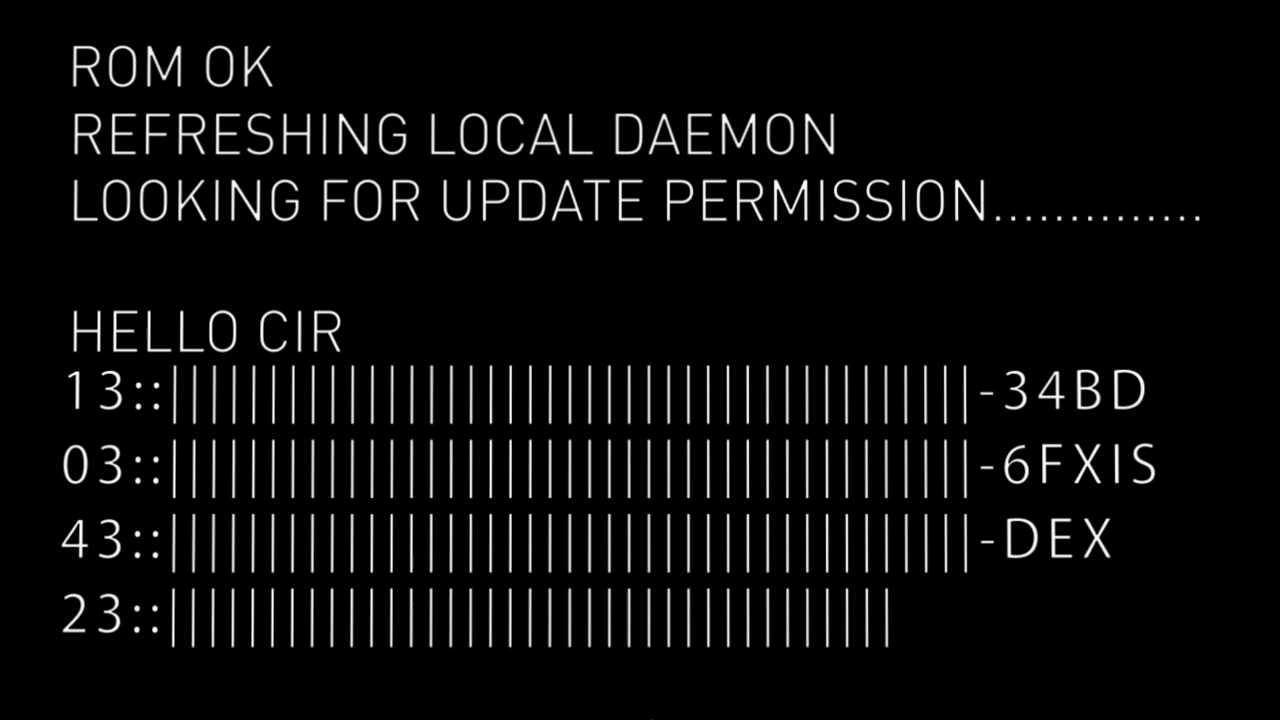 ROM OK
REFRESHING LOCAL DAEMON
LOOKING FOR UPDATE PERMISSION..............
HELLO CIR
13::|||||||||||||||||||||||||||||||||||||||||-34BD
03::|||||||||||||||||||||||||||||||||||||||||-6FXIS
43::|||||||||||||||||||||||||||||||||||||||||-DEX
23::|||||||||||||||||||||||||||||||||||||